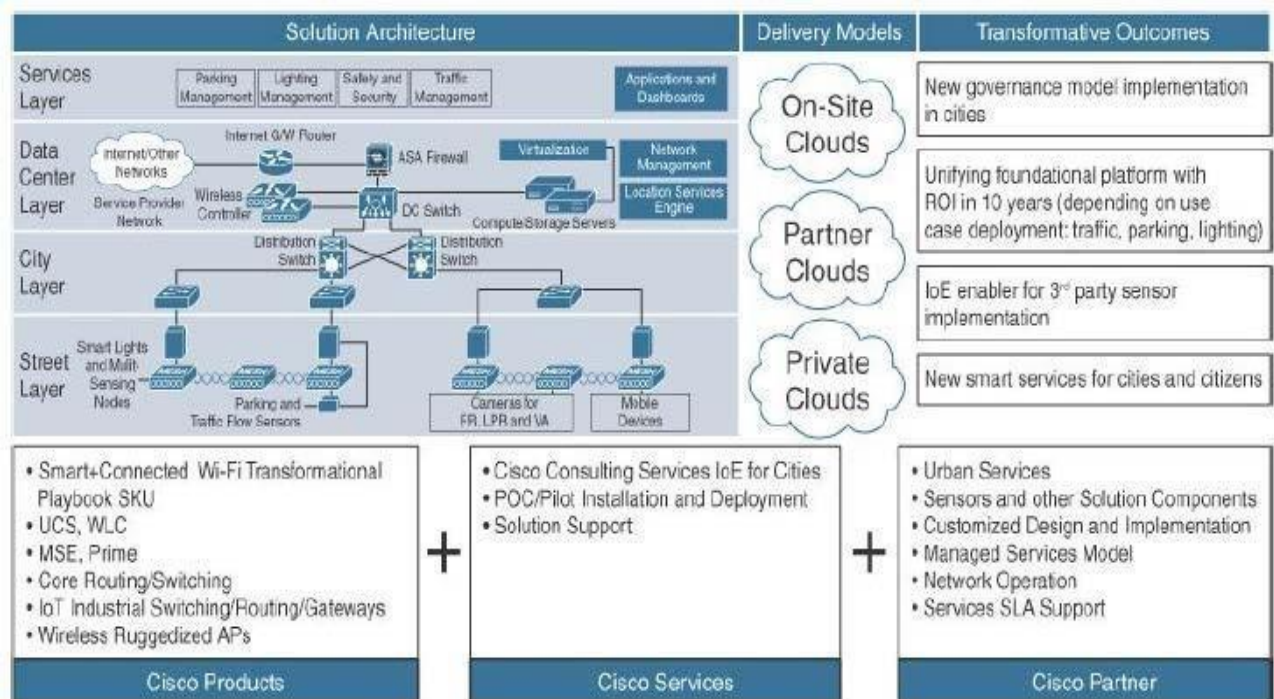 Solution Architecture
Delivery Models
Transformative Outcomes
Services
Layer
Parking
Management
Lighting
Management
Safety and
Security
Traffic
Management
Applications and
Dashboards
Data
Center
Layer
Internet/Other
Networks
Service Provider
Network
Internet G/W Router
ASA Firewall
Wireless
Controller
DC Switch
Virtualization
Compute/Storage Servers
Network
Management
Location Services
Engine
City
Layer
Distribution
Switch
Distribution
Switch
Street
Layer
Smart Lights
and Mulit-
Sensing
Nodes
Parking and
Traffic Flow Sensors
Cameras for
FR, LPR and VA
Mobile
Devices
On-Site
Clouds
Partner
Clouds
Private
Clouds
New governance model implementation
in cities
Unifying foundational platform with
ROI in 10 years (depending on use
case deployment: traffic, parking, lighting)
IoE enabler for 3rd party sensor
implementation
New smart services for cities and citizens
• Smart+Connected Wi-Fi Transformational
Playbook SKU
• UCS, WLC
• MSE, Prime
• Core Routing/Switching
• IoT Industrial Switching/Routing/Gateways
• Wireless Ruggedized APs
Cisco Products
+
• Cisco Consulting Services IoE for Cities
• POC/Pilot Installation and Deployment
• Solution Support
Cisco Services
+
• Urban Services
• Sensors and other Solution Components
• Customized Design and Implementation
• Managed Services Model
• Network Operation
• Services SLA Support
Cisco Partner